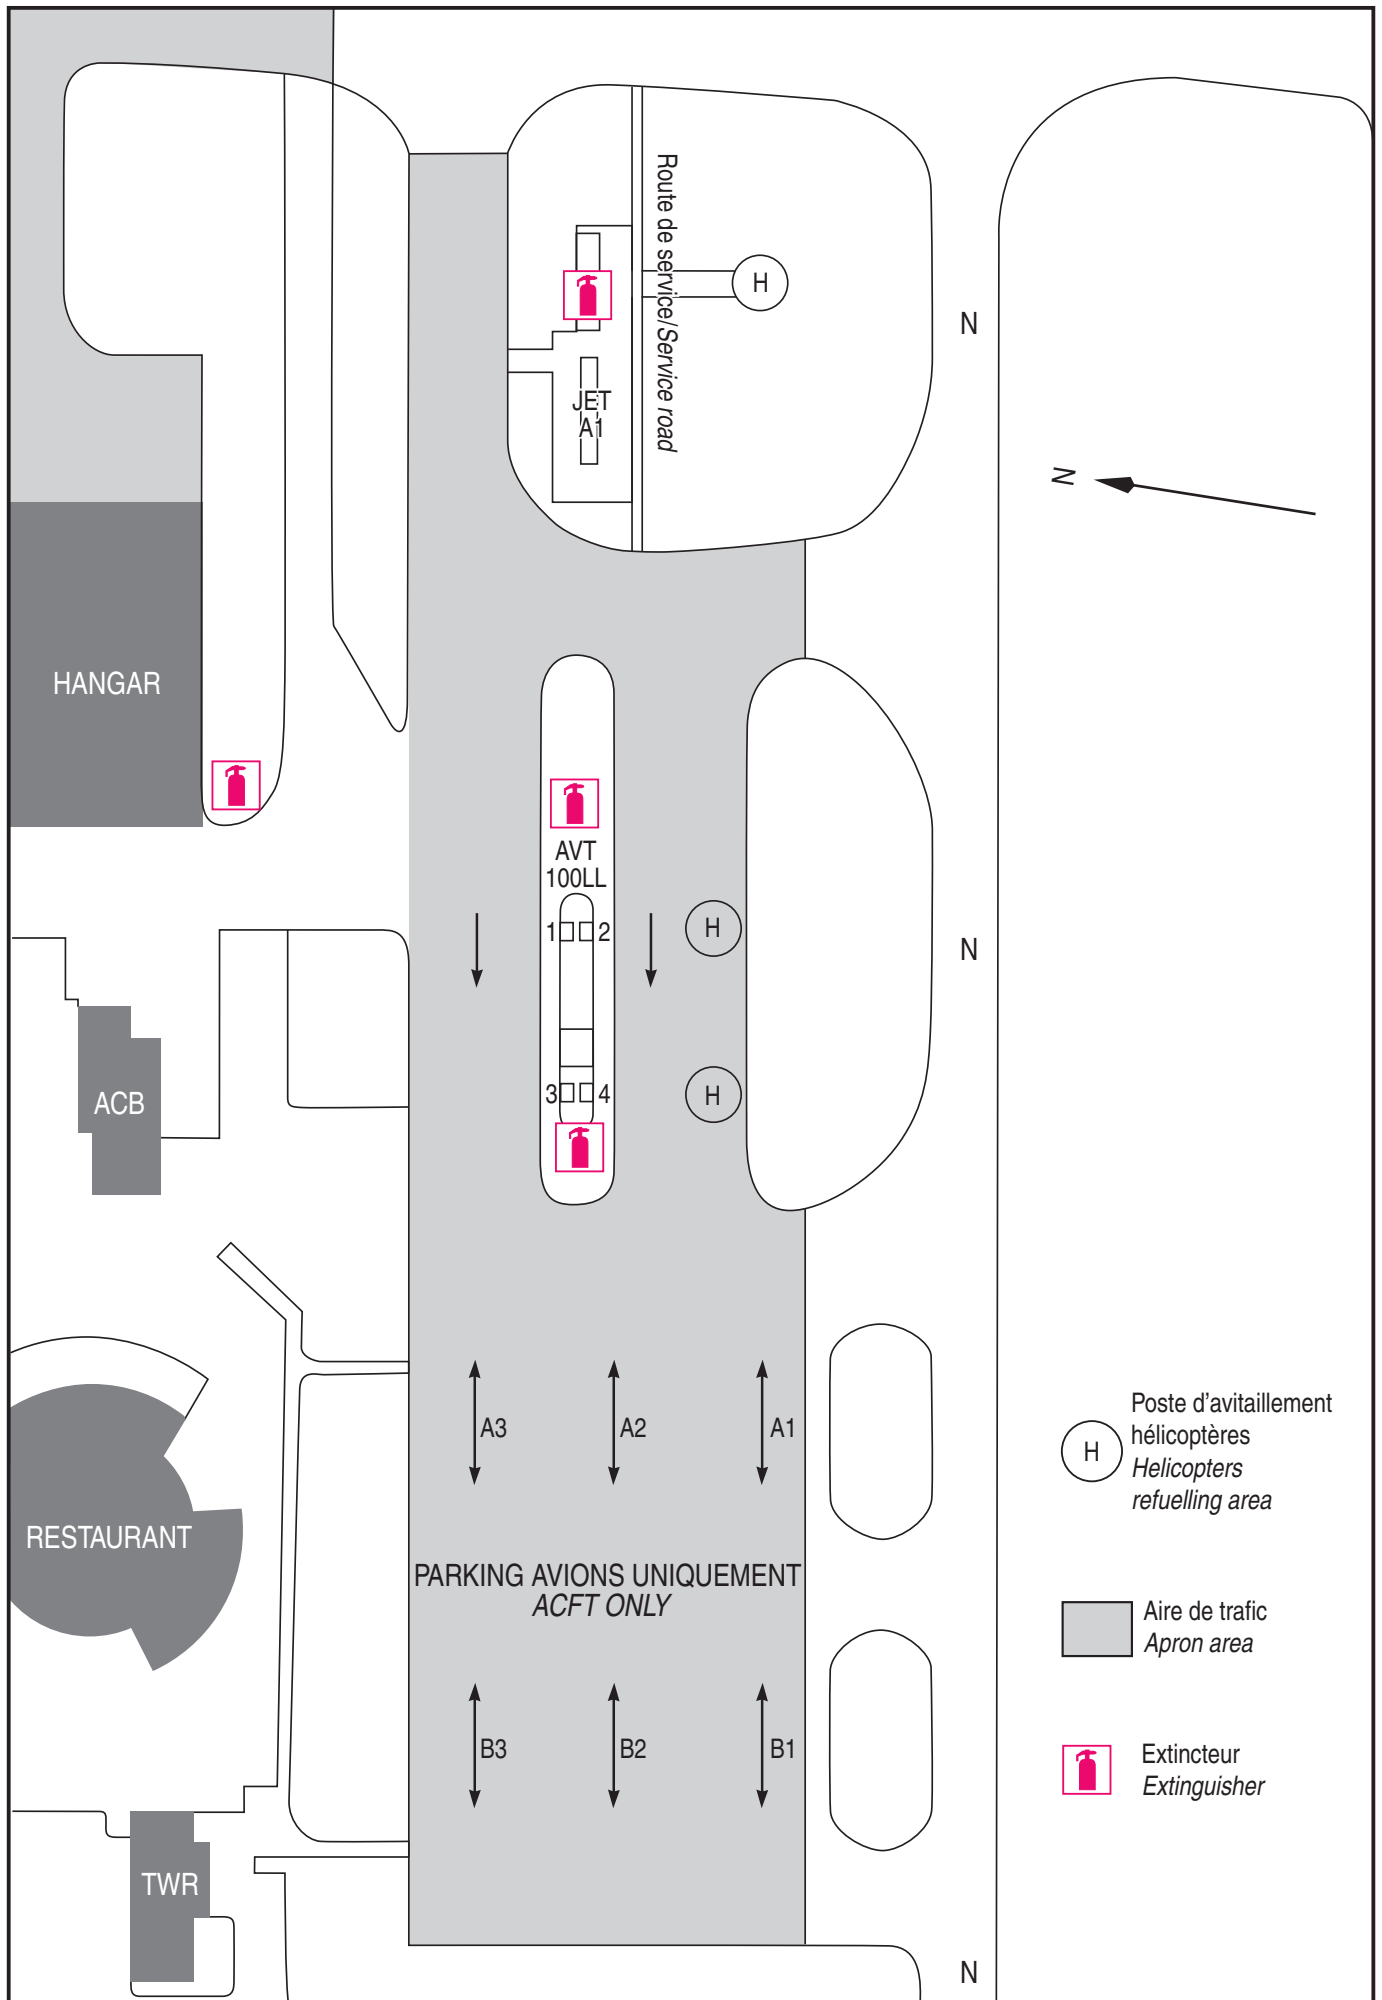 Route de service/Service road
H
N
JET
A1
N
HANGAR
AVT
100LL
1
2
H
N
3
4
H
ACB
A3
A2
A1
Poste d'avitaillement
hélicoptères
Helicopters
refuelling area
H
RESTAURANT
PARKING AVIONS UNIQUEMENT
ACFT ONLY
Aire de trafic
Apron area
B3
B2
B1
Extincteur
Extinguisher
TWR
N